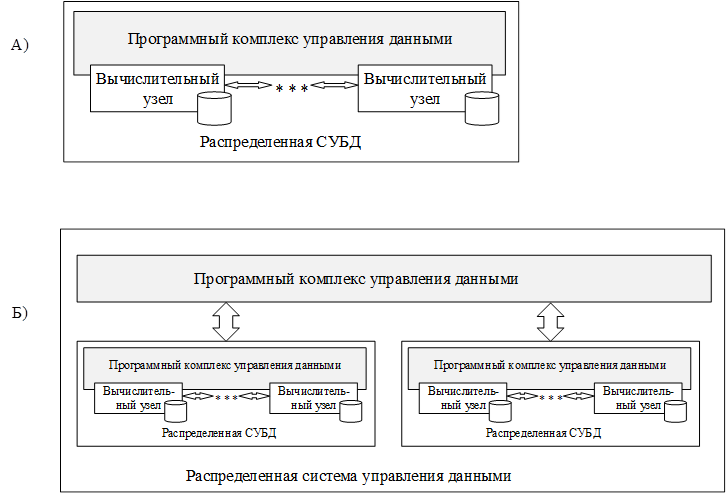 А)
Программный комплекс управления данными
Вычислительный
узел
* * *
Вычислительный
узел
Распределенная СУБД
Б)
Программный комплекс управления данными
Программный комплекс управления данными
Вычислитель-
ный узел
* * *
Вычислитель-
ный узел
Распределенная СУБД
Программный комплекс управления данными
Вычислитель-
ный узел
* * *
Вычислитель-
ный узел
Распределенная СУБД
Распределенная система управления данными